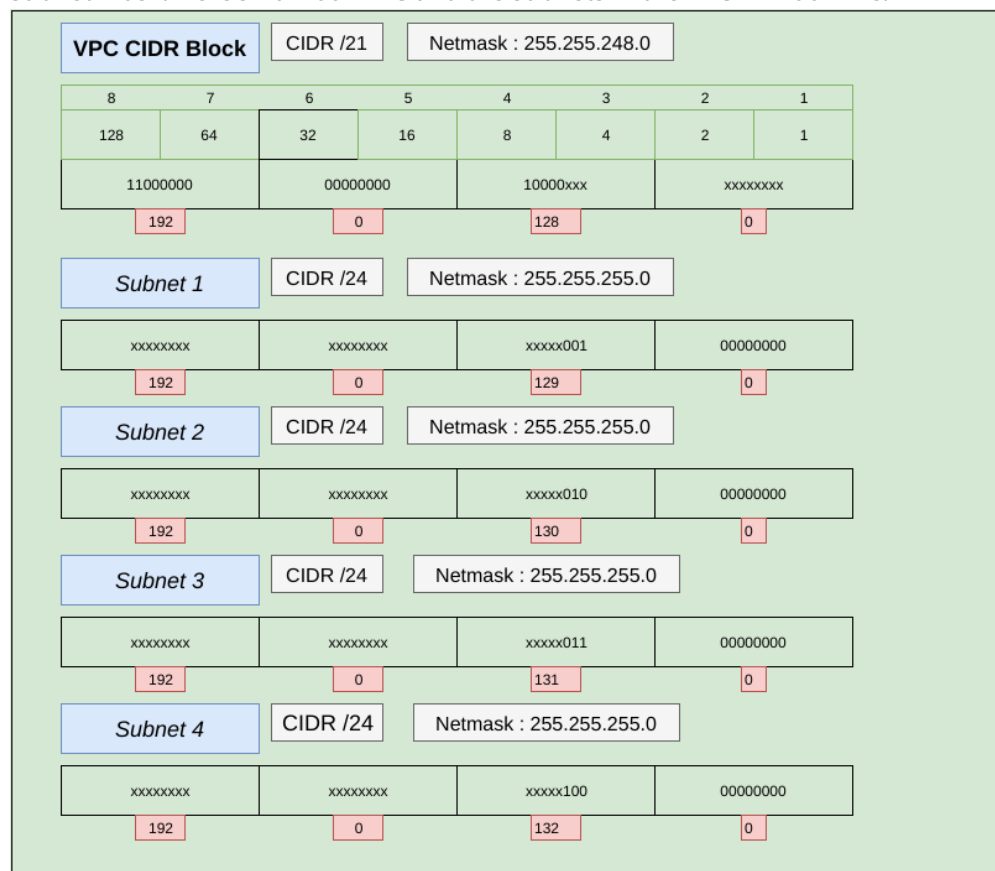 VPC CIDR Block CIDR /21 Netmask : 255.255.248.0
8 7 6 5 4 3 2 1
128 64 32 16 8 4 2 1
11000000 00000000 10000xxx xxxxxxxx
192 0 128 0
Subnet 1 CIDR /24 Netmask : 255.255.255.0
xxxxxxxx xxxxxxxx xxxxx001 00000000
192 0 129 0
Subnet 2 CIDR /24 Netmask : 255.255.255.0
xxxxxxxx xxxxxxxx xxxxx010 00000000
192 0 130 0
Subnet 3 CIDR /24 Netmask : 255.255.255.0
xxxxxxxx xxxxxxxx xxxxx011 00000000
192 0 131 0
Subnet 4 CIDR /24 Netmask : 255.255.255.0
xxxxxxxx xxxxxxxx xxxxx100 00000000
192 0 132 0